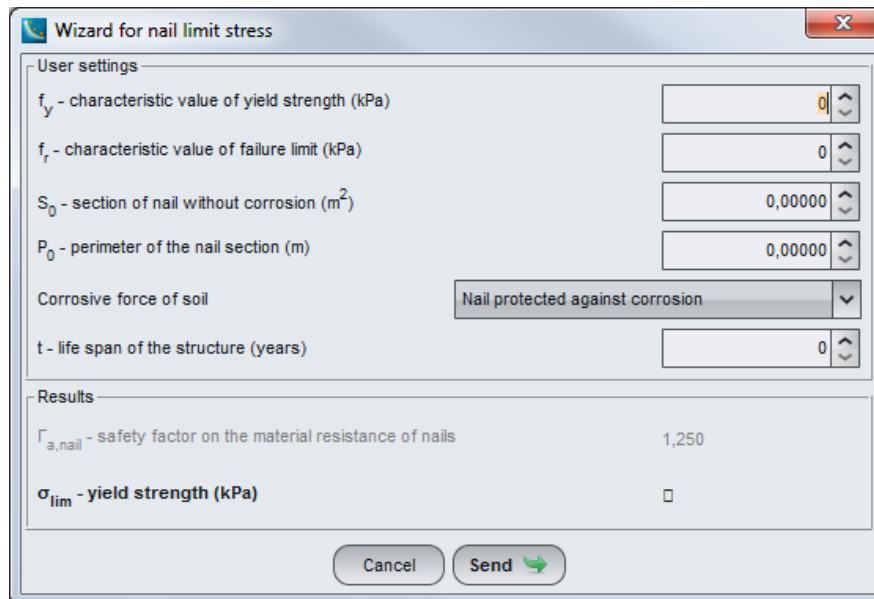 Wizard for nail limit stress
User settings
fy - characteristic value of yield strength (kPa) 0
fr - characteristic value of failure limit (kPa) 0
S0 - section of nail without corrosion (m2) 0,00000
P0 - perimeter of the nail section (m) 0,00000
Corrosive force of soil Nail protected against corrosion
t - life span of the structure (years) 0
Results
Γa,nail - safety factor on the material resistance of nails 1,250
σlim - yield strength (kPa) □
Cancel Send